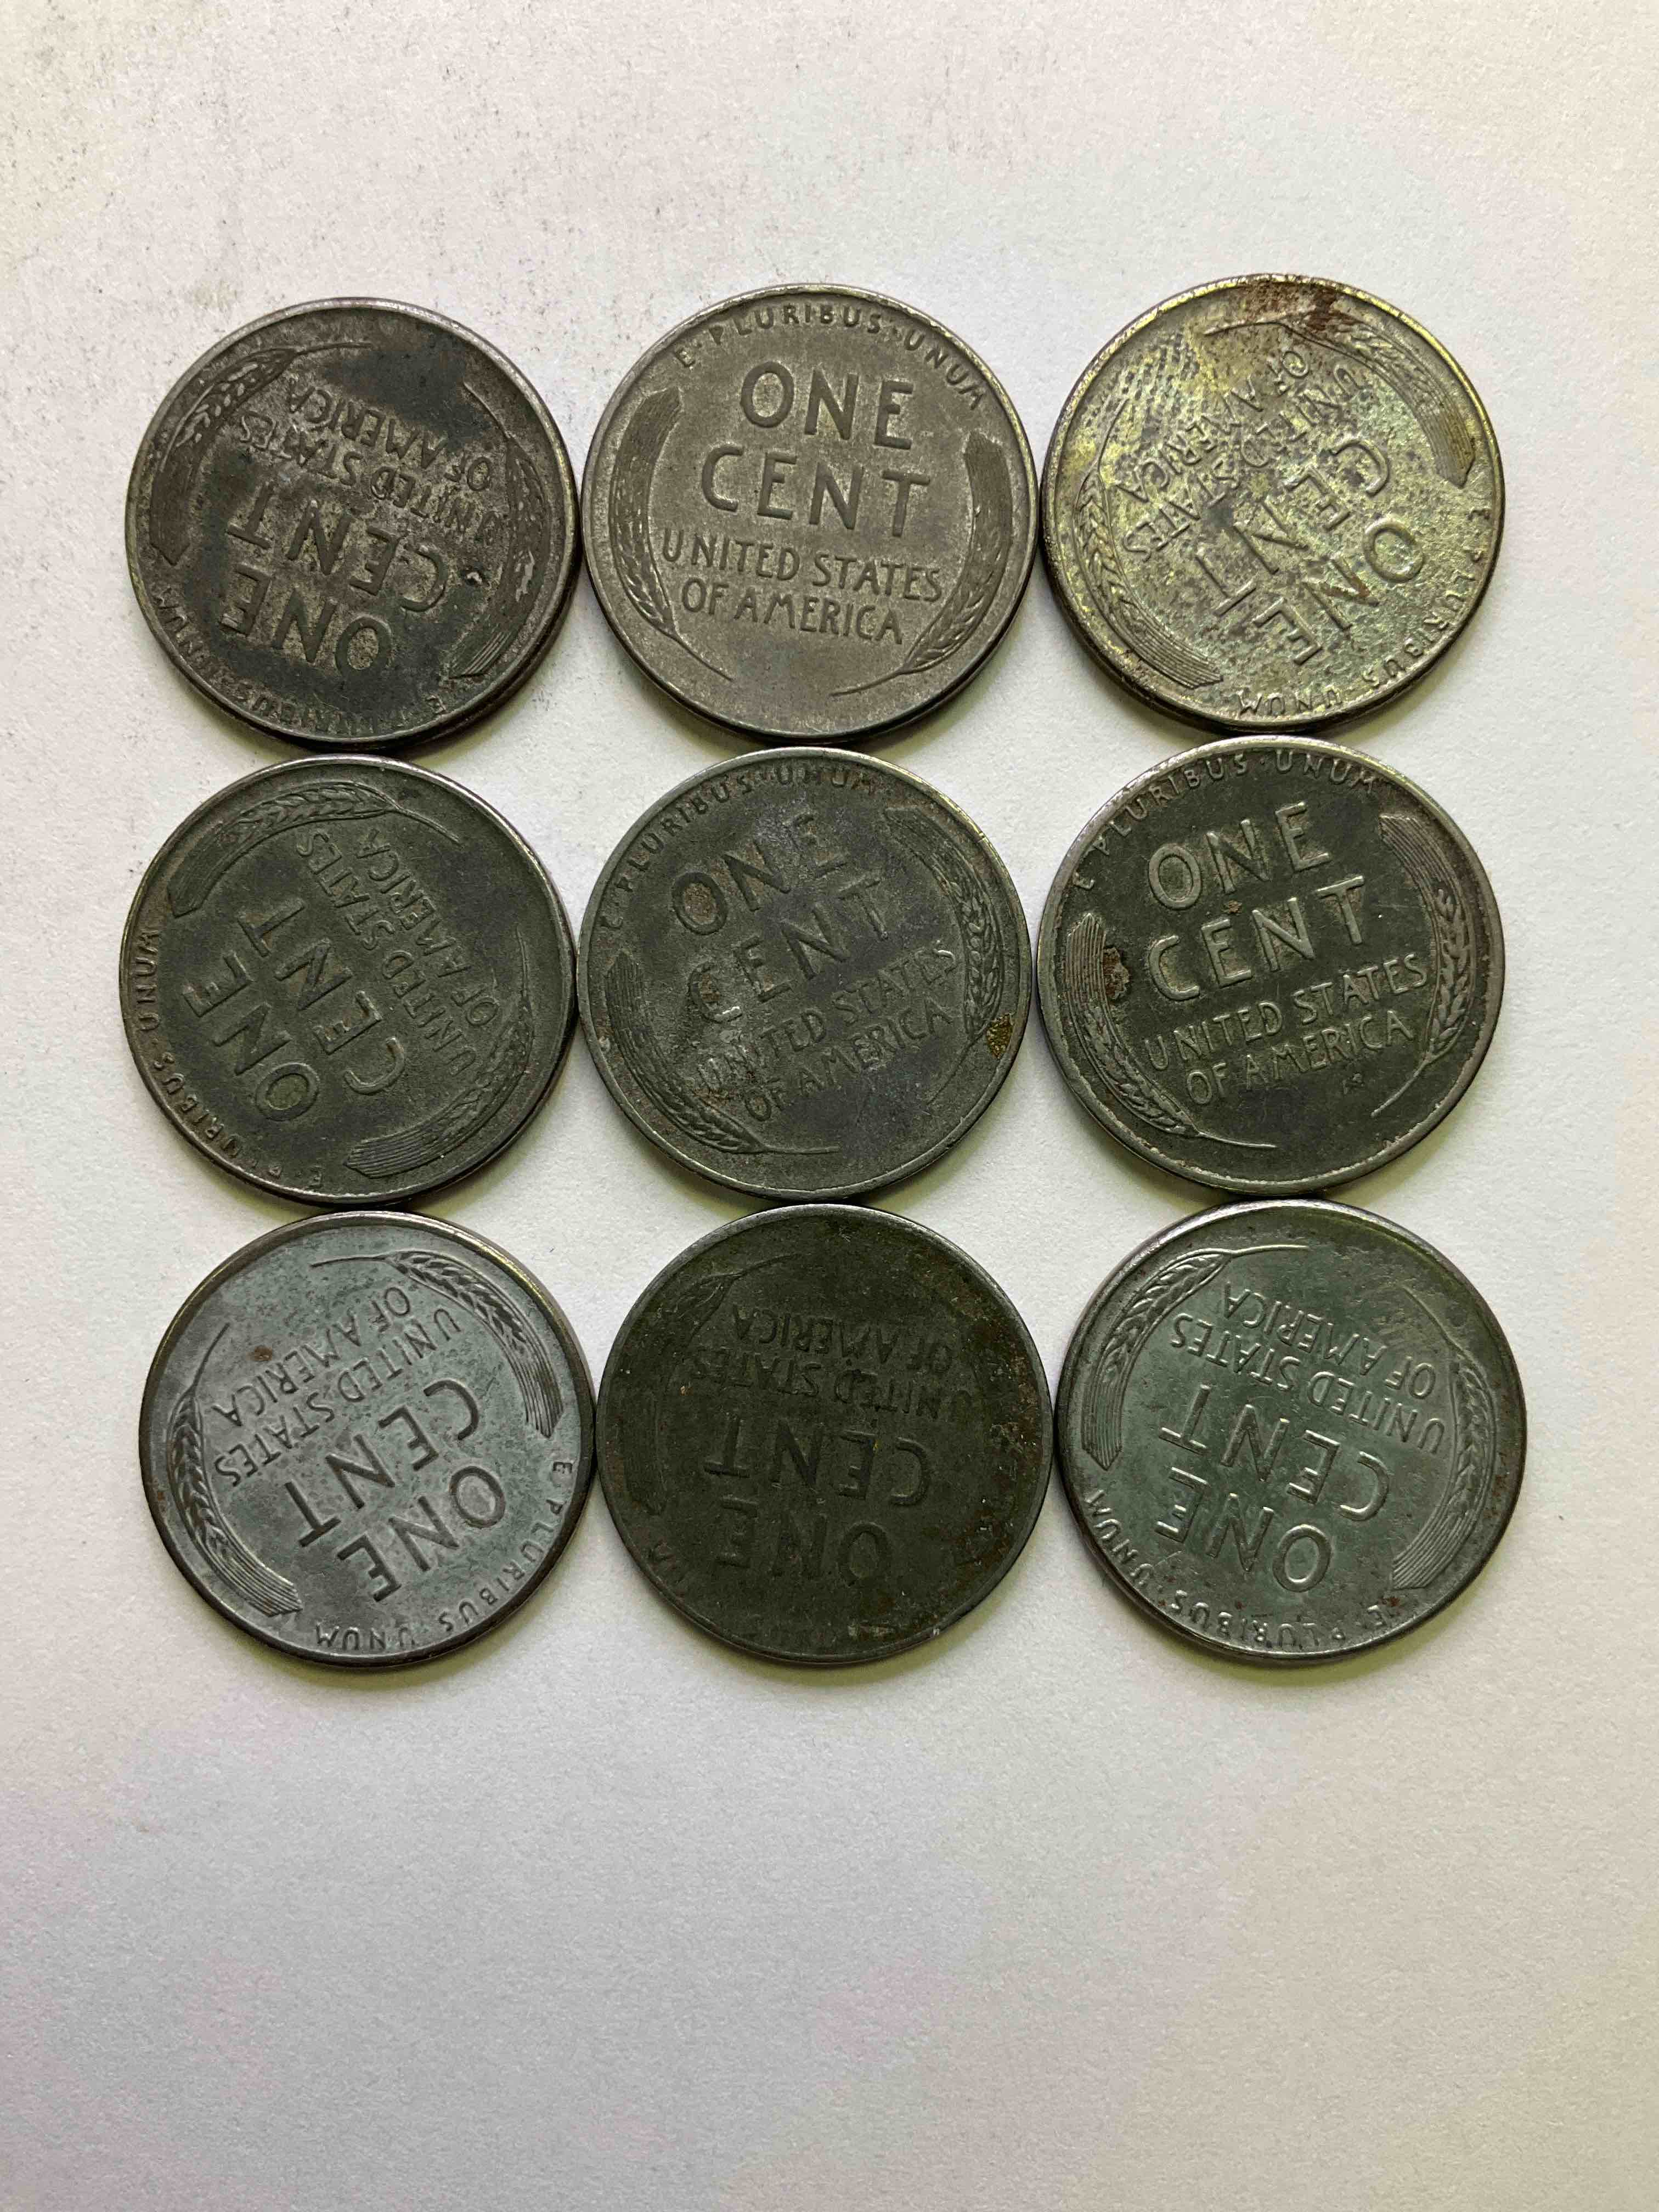 E·PLURIBUS·UNUM
ONE
CENT
UNITED STATES
OF AMERICA
E·PLURIBUS·UNUM
ONE
CENT
UNITED STATES
OF AMERICA
E PLURIBUS·UNUM
ONE
CENT
UNITED STATES
OF AMERICA
E·PLURIBUS·UNUM
ONE
CENT
UNITED STATES
OF AMERICA
E·PLURIBUS·UNUM
ONE
CENT
UNITED STATES
OF AMERICA
E PLURIBUS·UNUM
ONE
CENT
UNITED STATES
OF AMERICA
E PLURIBUS·UNUM
ONE
CENT
UNITED STATES
OF AMERICA
ONE
CENT
UNITED STATES
OF AMERICA
E·PLURIBUS·UNUM
ONE
CENT
UNITED STATES
OF AMERICA